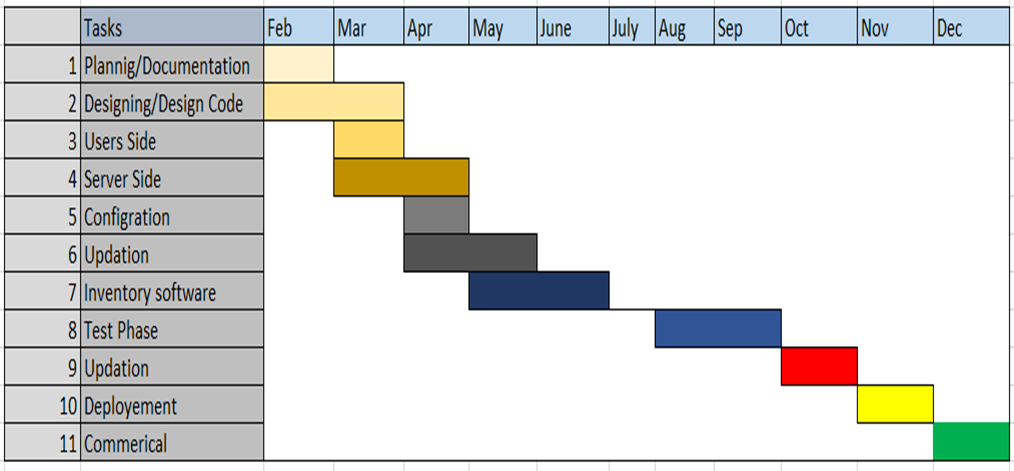 Tasks Feb Mar Apr May June July Aug Sep Oct Nov Dec
1 Plannig/Documentation
2 Designing/Design Code
3 Users Side
4 Server Side
5 Configration
6 Updation
7 Inventory software
8 Test Phase
9 Updation
10 Deployement
11 Commerical